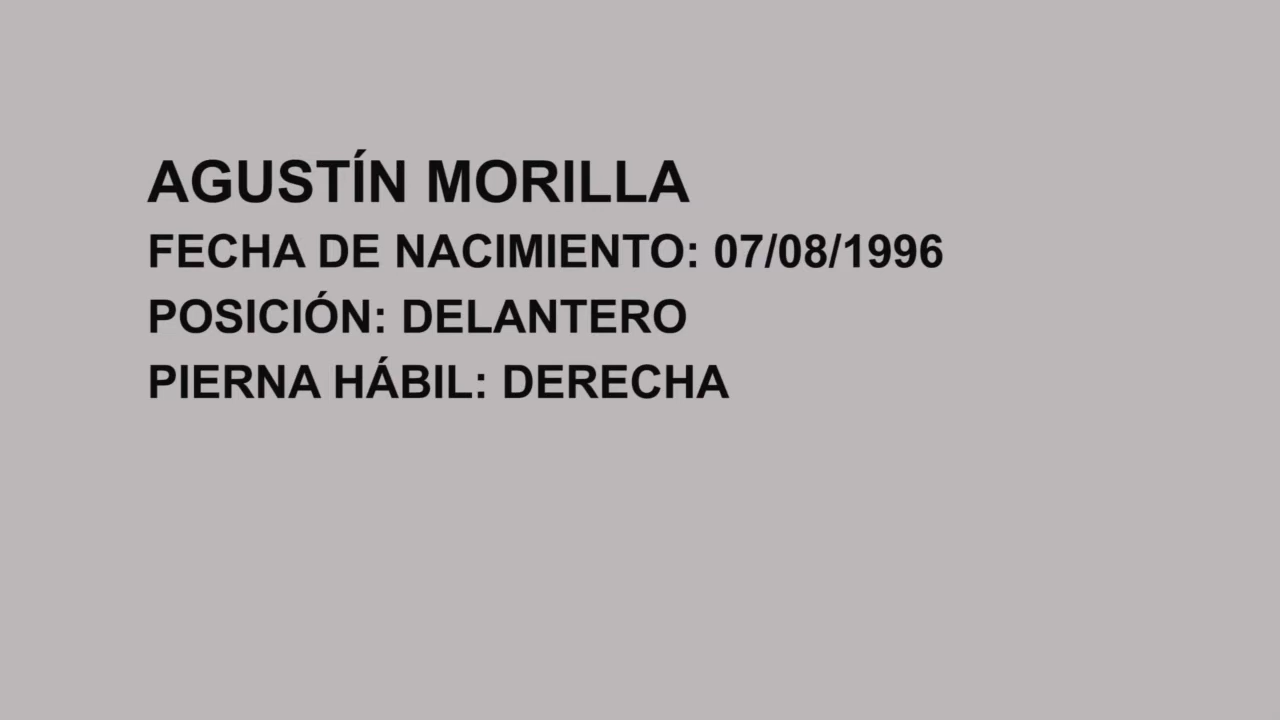 AGUSTÍN MORILLA
FECHA DE NACIMIENTO: 07/08/1996
POSICIÓN: DELANTERO
PIERNA HÁBIL: DERECHA